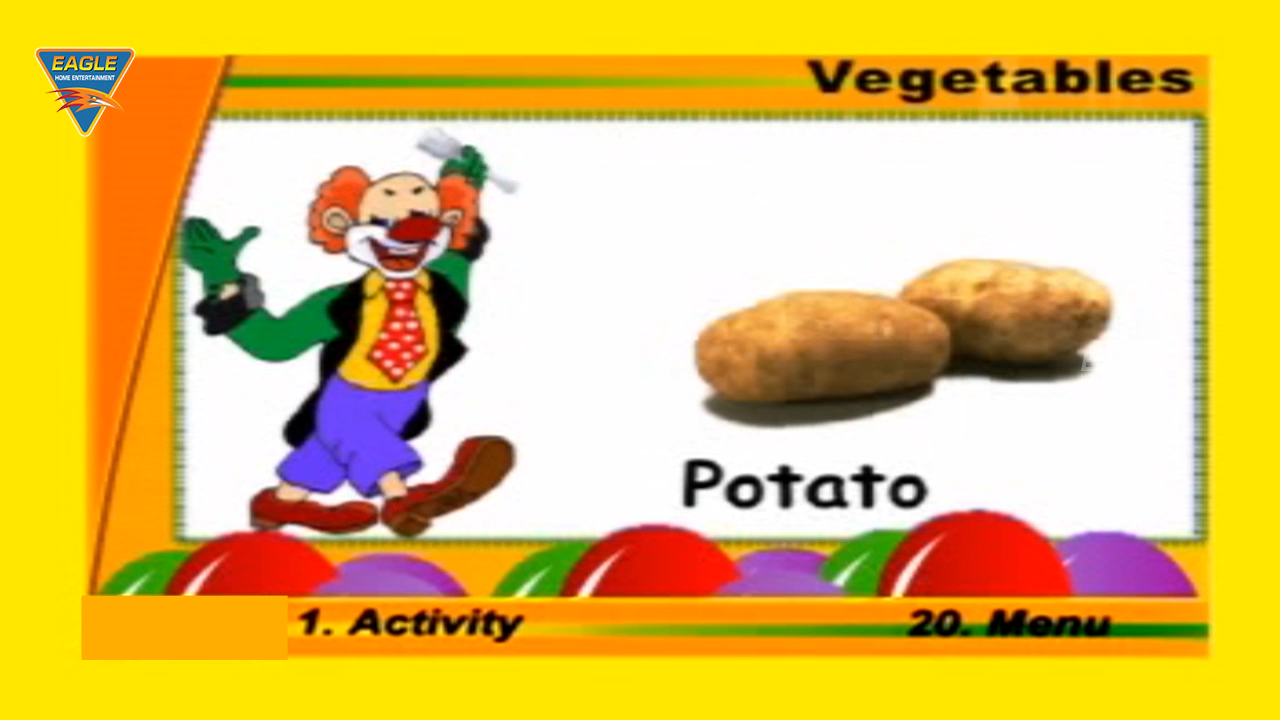 EAGLE
HOME ENTERTAINMENT
Vegetables
Potato
1. Activity
20. Menu